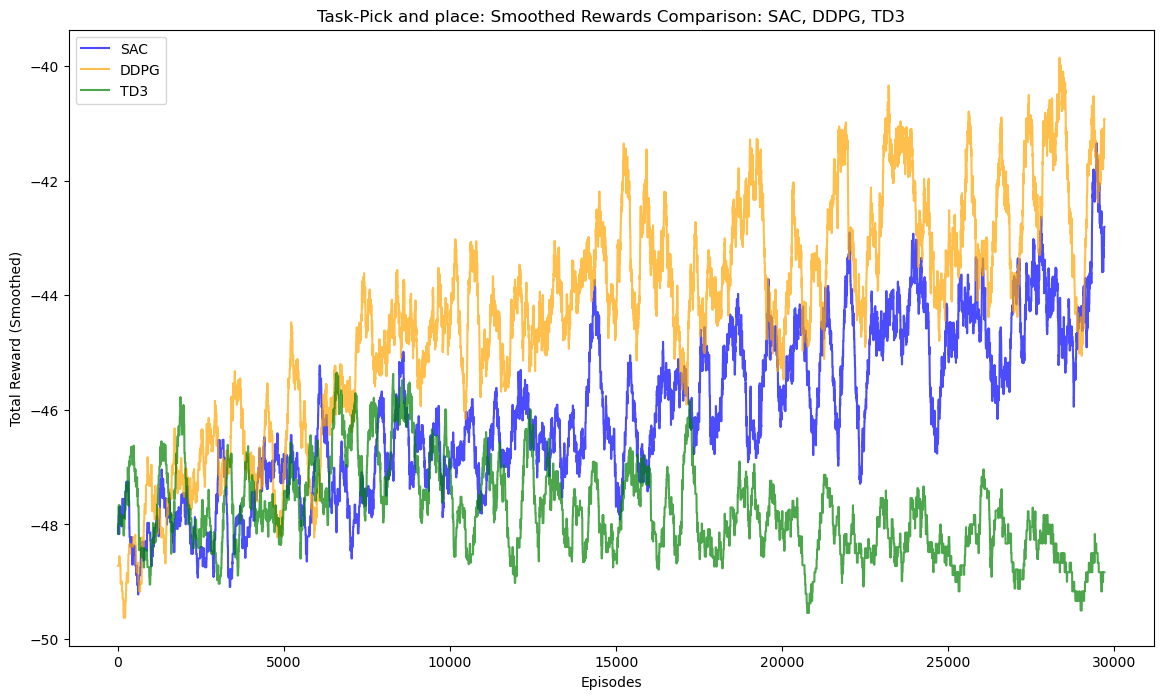 Task-Pick and place: Smoothed Rewards Comparison: SAC, DDPG, TD3
SAC
DDPG
TD3
−40
−42
−44
−46
−48
−50
Total Reward (Smoothed)
0
5000
10000
15000
20000
25000
30000
Episodes